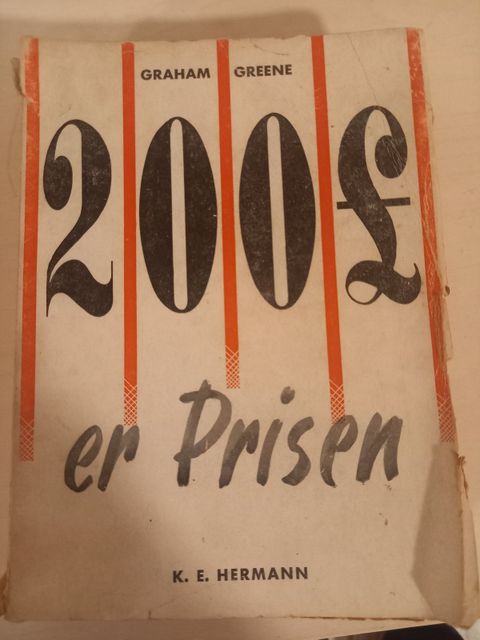 GRAHAM GREENE
200£
er Prisen
K. E. HERMANN